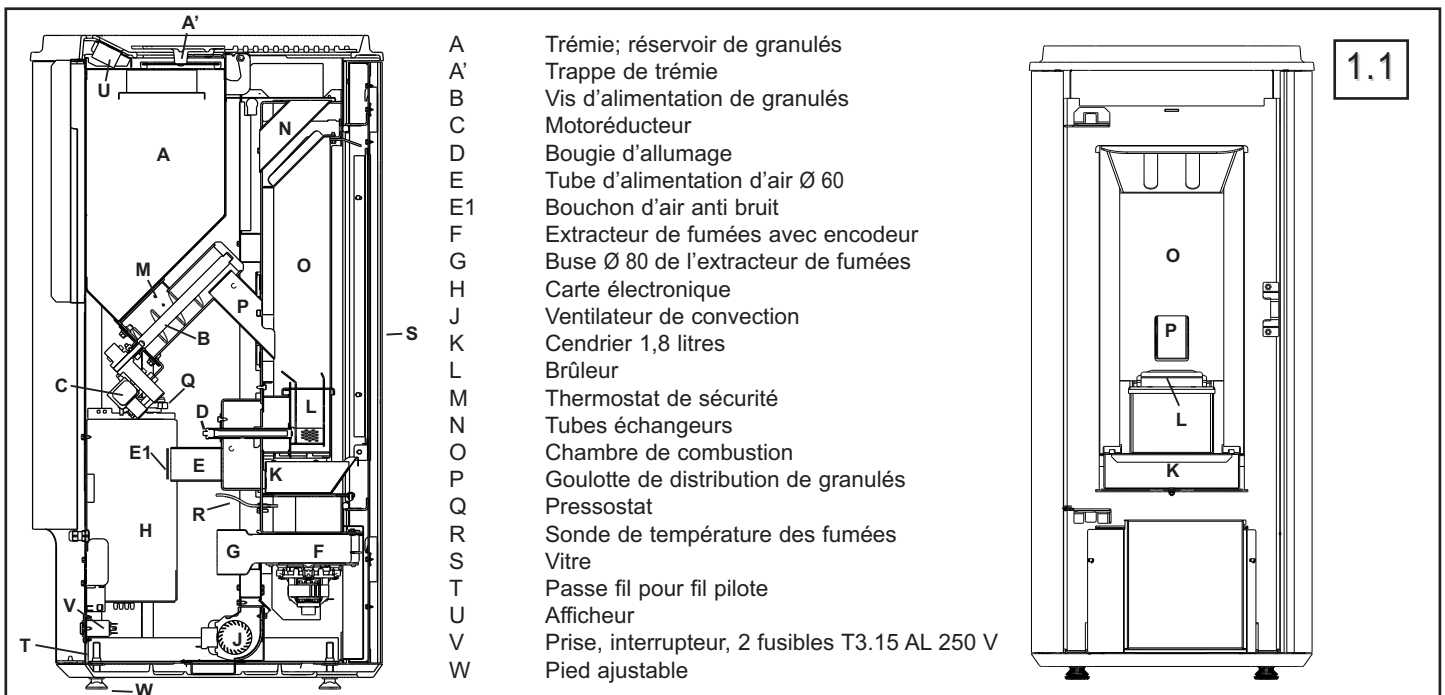 A'
U
A
N
M
O
P
B
S
C
Q
D
L
E1
E
K
R
H
G
F
V
J
T
W
A Trémie; réservoir de granulés
A' Trappe de trémie
B Vis d'alimentation de granulés
C Motoréducteur
D Bougie d'allumage
E Tube d'alimentation d'air Ø 60
E1 Bouchon d'air anti bruit
F Extracteur de fumées avec encodeur
G Buse Ø 80 de l'extracteur de fumées
H Carte électronique
J Ventilateur de convection
K Cendrier 1,8 litres
L Brûleur
M Thermostat de sécurité
N Tubes échangeurs
O Chambre de combustion
P Goulotte de distribution de granulés
Q Pressostat
R Sonde de température des fumées
S Vitre
T Passe fil pour fil pilote
U Afficheur
V Prise, interrupteur, 2 fusibles T3.15 AL 250 V
W Pied ajustable
1.1
O
P
L
K